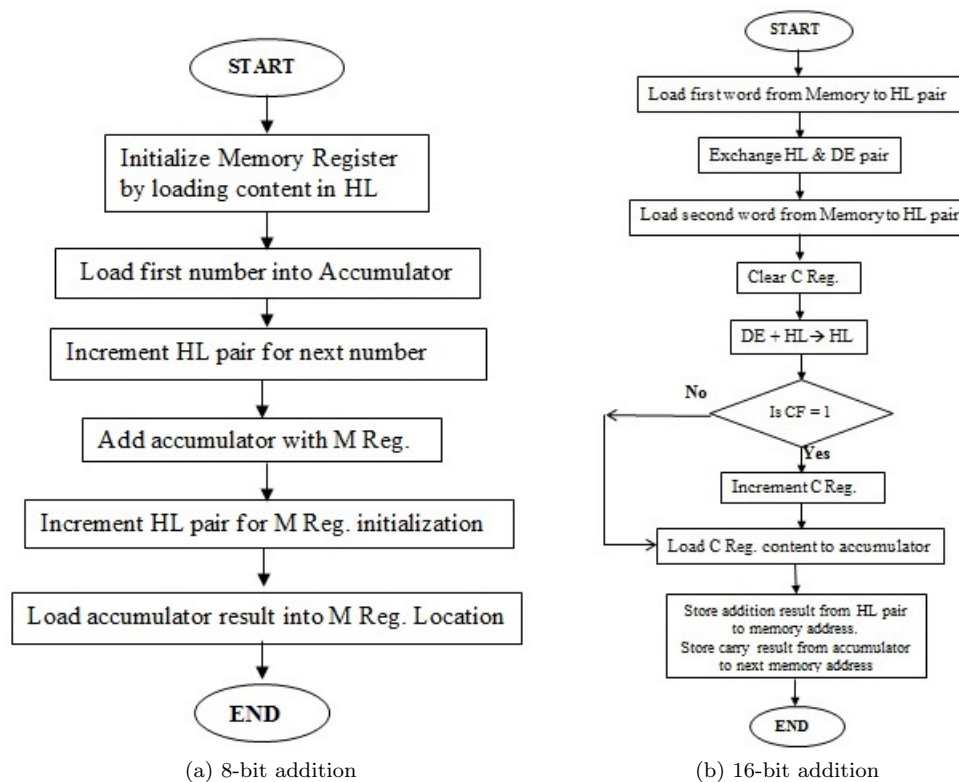 START
Initialize Memory Register
by loading content in HL
Load first number into Accumulator
Increment HL pair for next number
Add accumulator with M Reg.
Increment HL pair for M Reg. initialization
Load accumulator result into M Reg. Location
END
(a) 8-bit addition
START
Load first word from Memory to HL pair
Exchange HL & DE pair
Load second word from Memory to HL pair
Clear C Reg.
DE + HL → HL
No
Is CF = 1
Yes
Increment C Reg.
Load C Reg. content to accumulator
Store addition result from HL pair
to memory address.
Store carry result from accumulator
to next memory address
END
(b) 16-bit addition